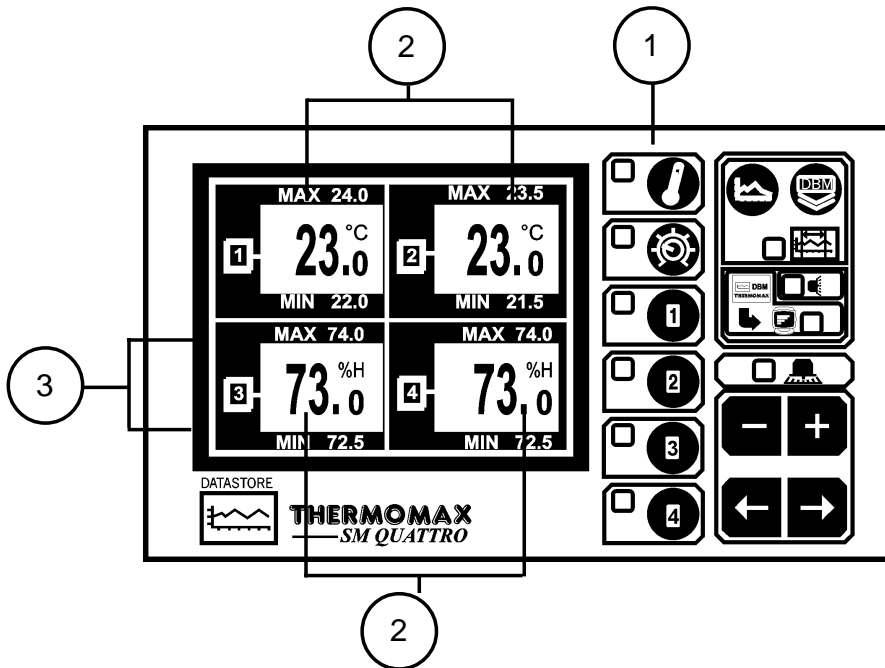 2
1
MAX 24.0
MAX 23.5
1
23.0 °C
2
23.0 °C
MIN 22.0
MIN 21.5
MAX 74.0
MAX 74.0
3
3
73.0 %H
4
73.0 %H
MIN 72.5
MIN 72.5
DATASTORE
THERMOMAX
SM QUATTRO
2
DBM
DBM
THERMOMAX
1
2
3
4
− +
← →